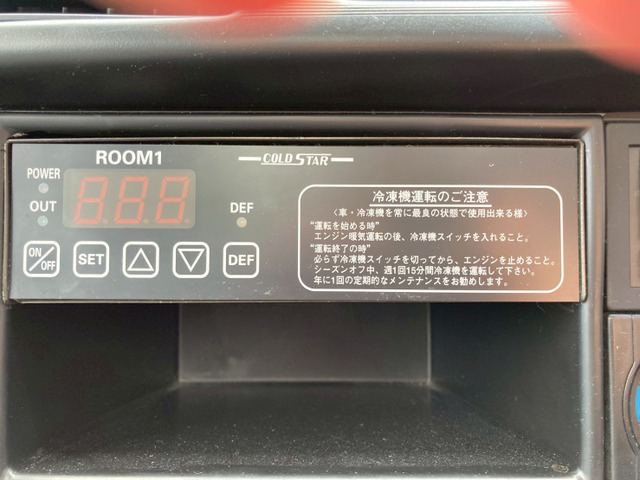 ROOM1
COLD STAR
POWER
8.8.8.
OUT
DEF
ON/OFF
SET
DEF
冷凍機運転のご注意
〈車・冷凍機を常に最良の状態で使用出来る様〉
"運転を始める時"
エンジン暖気運転の後、冷凍機スイッチを入れること。
"運転終了の時"
必らず冷凍機スイッチを切ってから、エンジンを止めること。
シーズンオフ中、週1回15分間冷凍機を運転して下さい。
年に1回の定期的なメンテナンスをお勧めします。